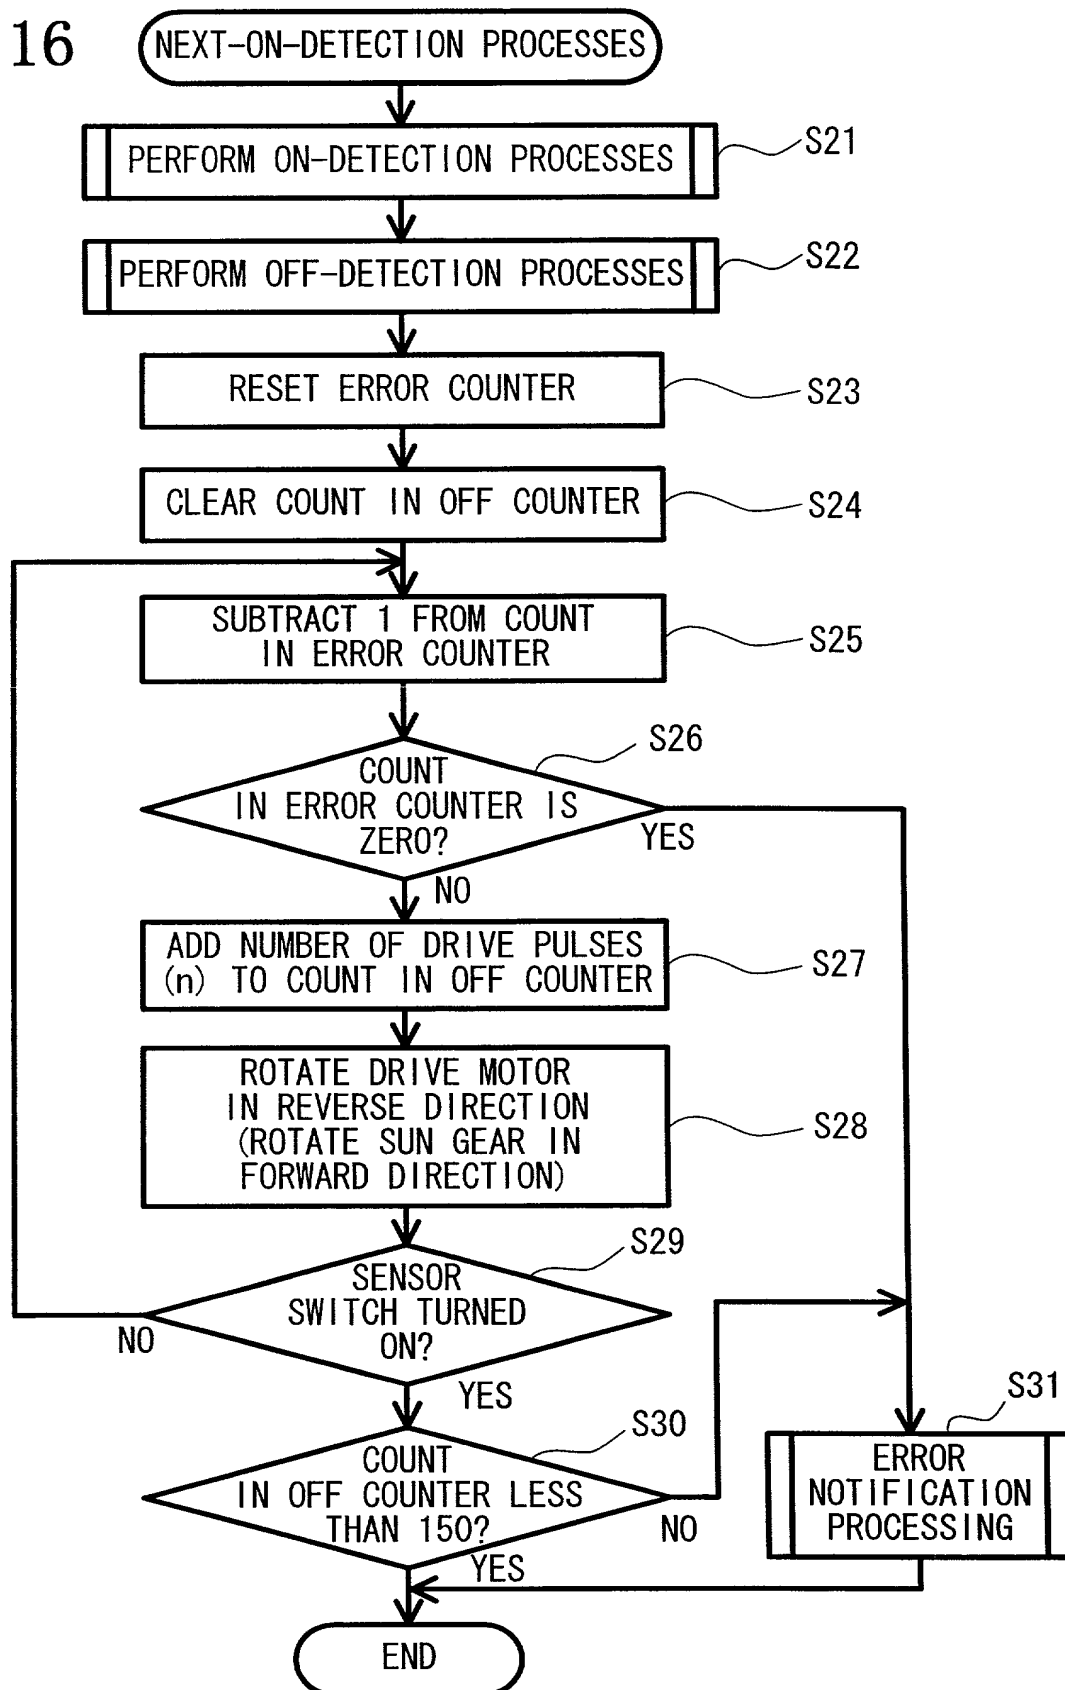 16
NEXT-ON-DETECTION PROCESSES
PERFORM ON-DETECTION PROCESSES
S21
PERFORM OFF-DETECTION PROCESSES
S22
RESET ERROR COUNTER
S23
CLEAR COUNT IN OFF COUNTER
S24
SUBTRACT 1 FROM COUNT
IN ERROR COUNTER
S25
S26
COUNT
IN ERROR COUNTER IS
ZERO?
YES
NO
ADD NUMBER OF DRIVE PULSES
(n) TO COUNT IN OFF COUNTER
S27
ROTATE DRIVE MOTOR
IN REVERSE DIRECTION
(ROTATE SUN GEAR IN
FORWARD DIRECTION)
S28
S29
SENSOR
SWITCH TURNED
ON?
NO
YES
S30
COUNT
IN OFF COUNTER LESS
THAN 150?
NO
YES
S31
ERROR
NOTIFICATION
PROCESSING
END